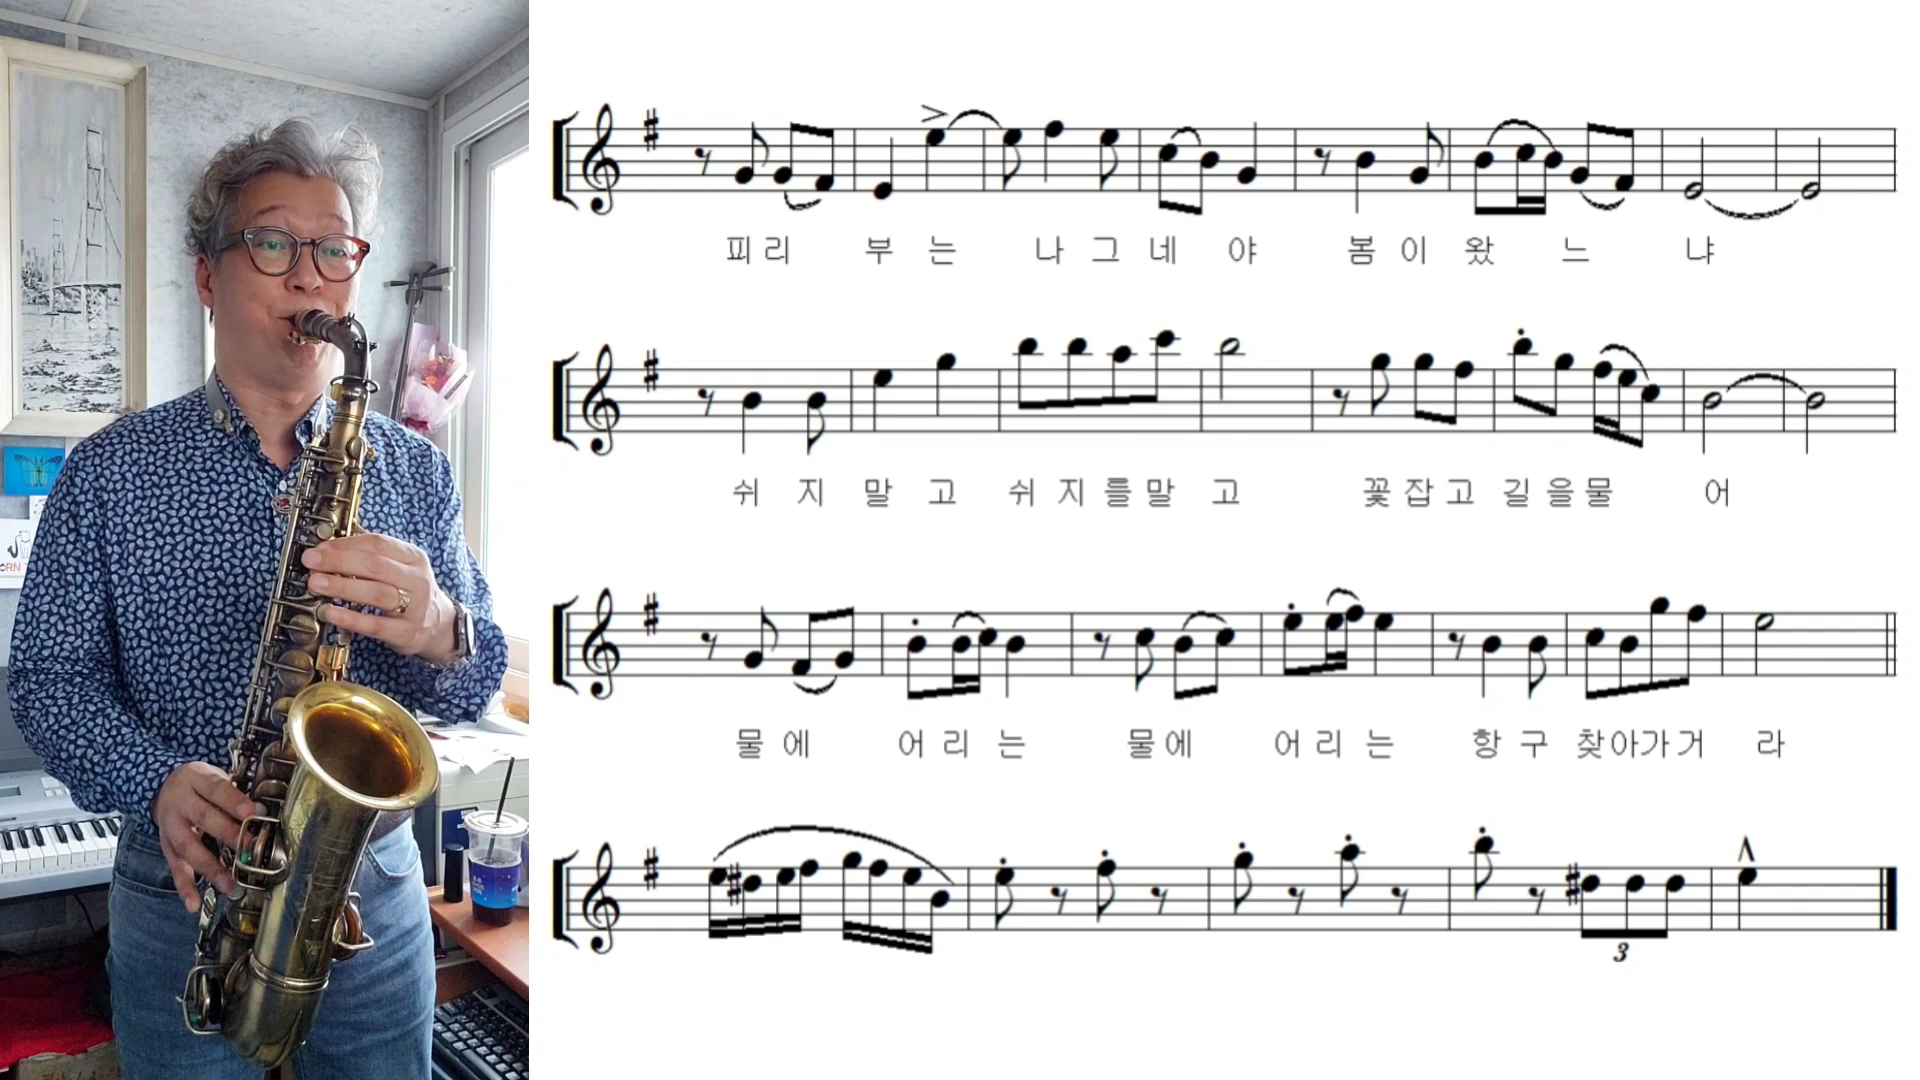 피리 부는 나그네야 봄이 왔느냐
쉬지 말고 쉬지를말고 꽃잡고 길을물어
물에 어리는 물에 어리는 항구 찾아가거라
3